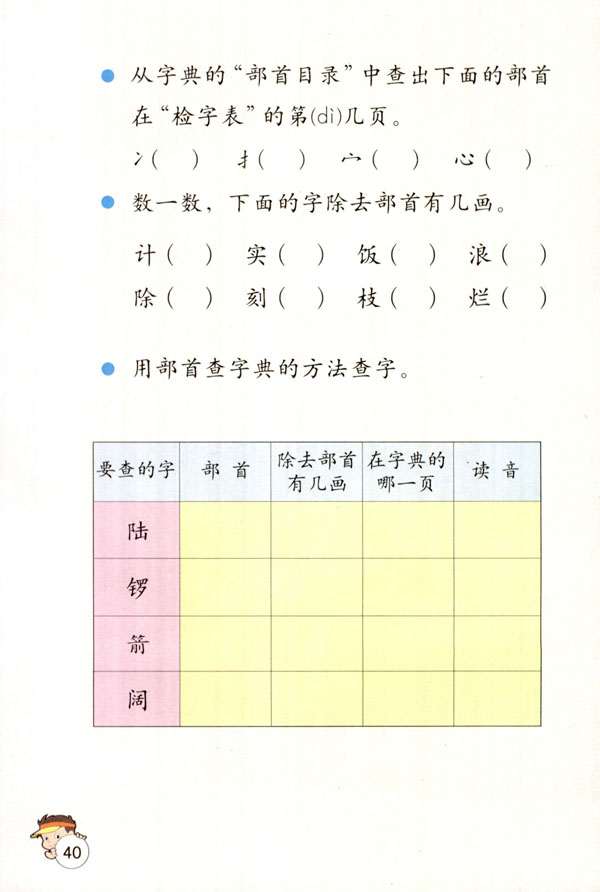 ● 从字典的“部首目录”中查出下面的部首
在“检字表”的第(dì)几页。
冫( ) 扌( ) 宀( ) 心( )
● 数一数，下面的字除去部首有几画。
计( ) 实( ) 饭( ) 浪( )
除( ) 刻( ) 枝( ) 烂( )
● 用部首查字典的方法查字。
要查的字 部首 除去部首有几画 在字典的哪一页 读音
陆
锣
箭
阔
40